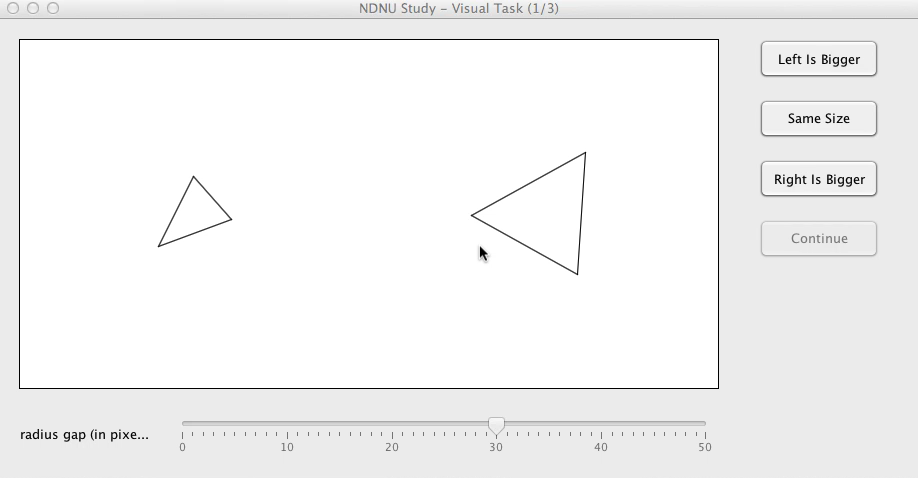 NDNU Study - Visual Task (1/3)
Left Is Bigger
Same Size
Right Is Bigger
Continue
radius gap (in pixe...
0 10 20 30 40 50